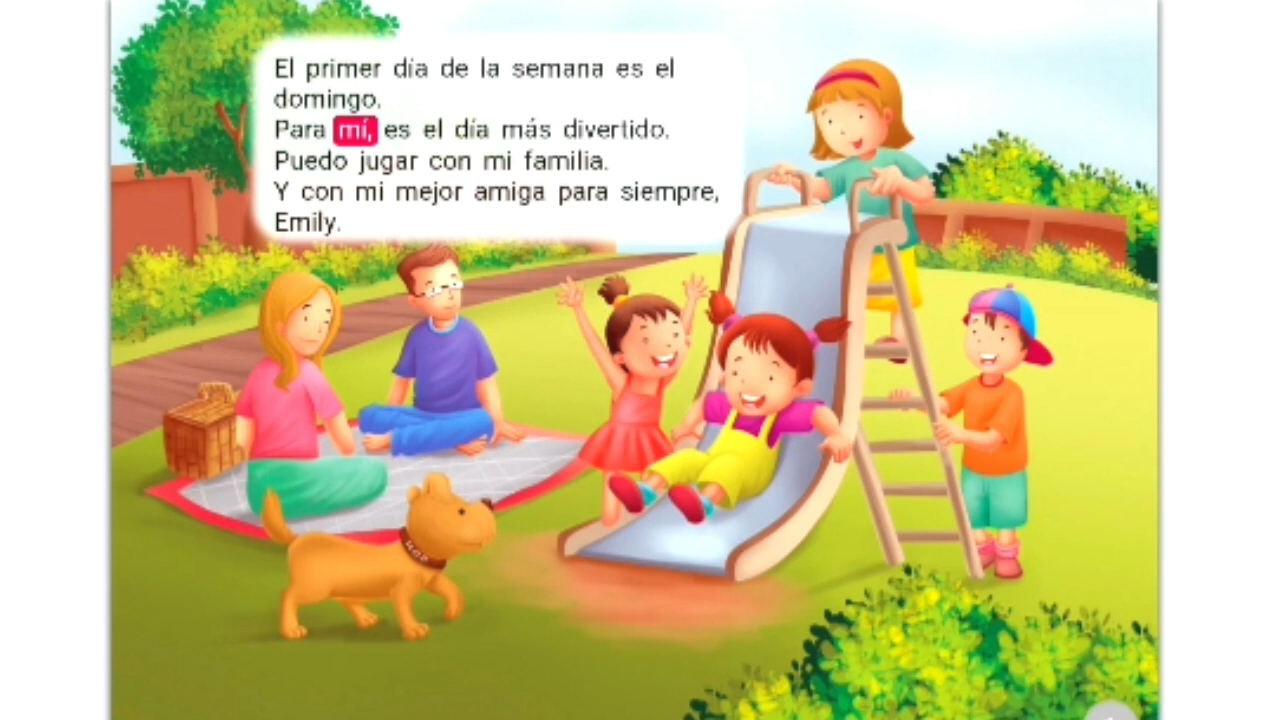 El primer día de la semana es el
domingo.
Para mí, es el día más divertido.
Puedo jugar con mi familia.
Y con mi mejor amiga para siempre,
Emily.